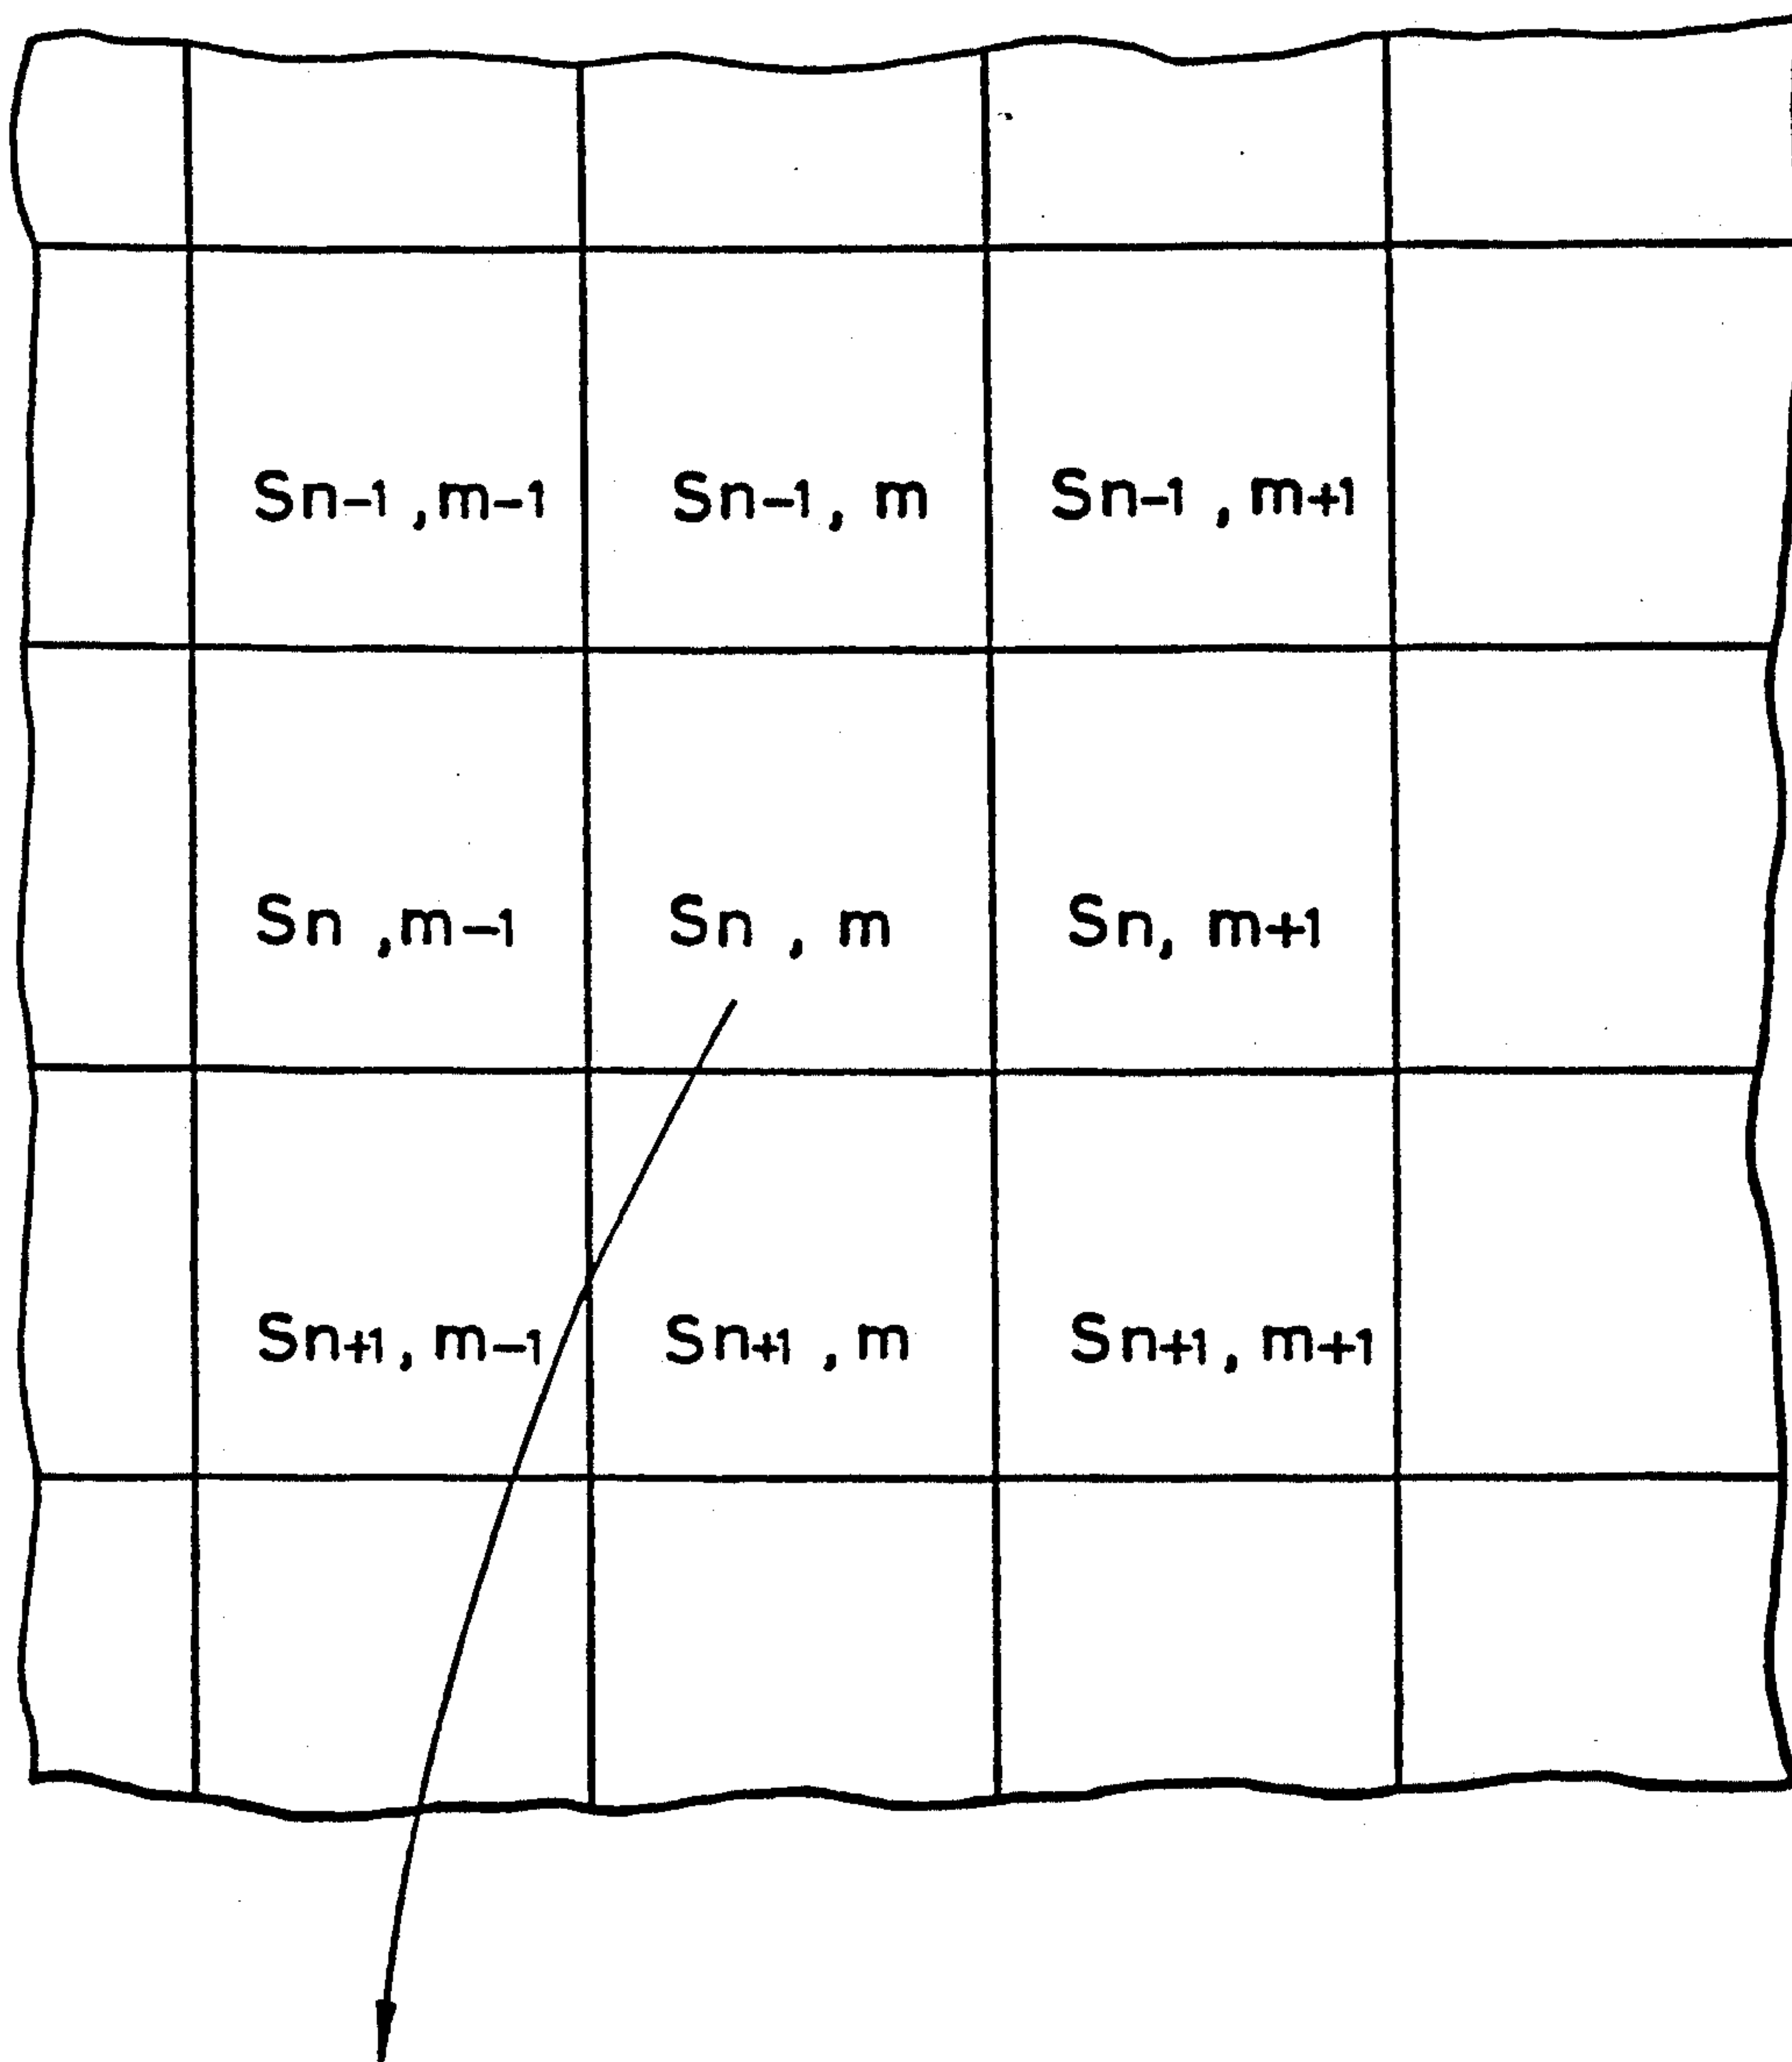 Sn-1 ,m-1 Sn-1, m Sn-1 , m+1
Sn ,m-1 Sn , m Sn, m+1
Sn+1, m-1 Sn+1 , m Sn+1, m+1